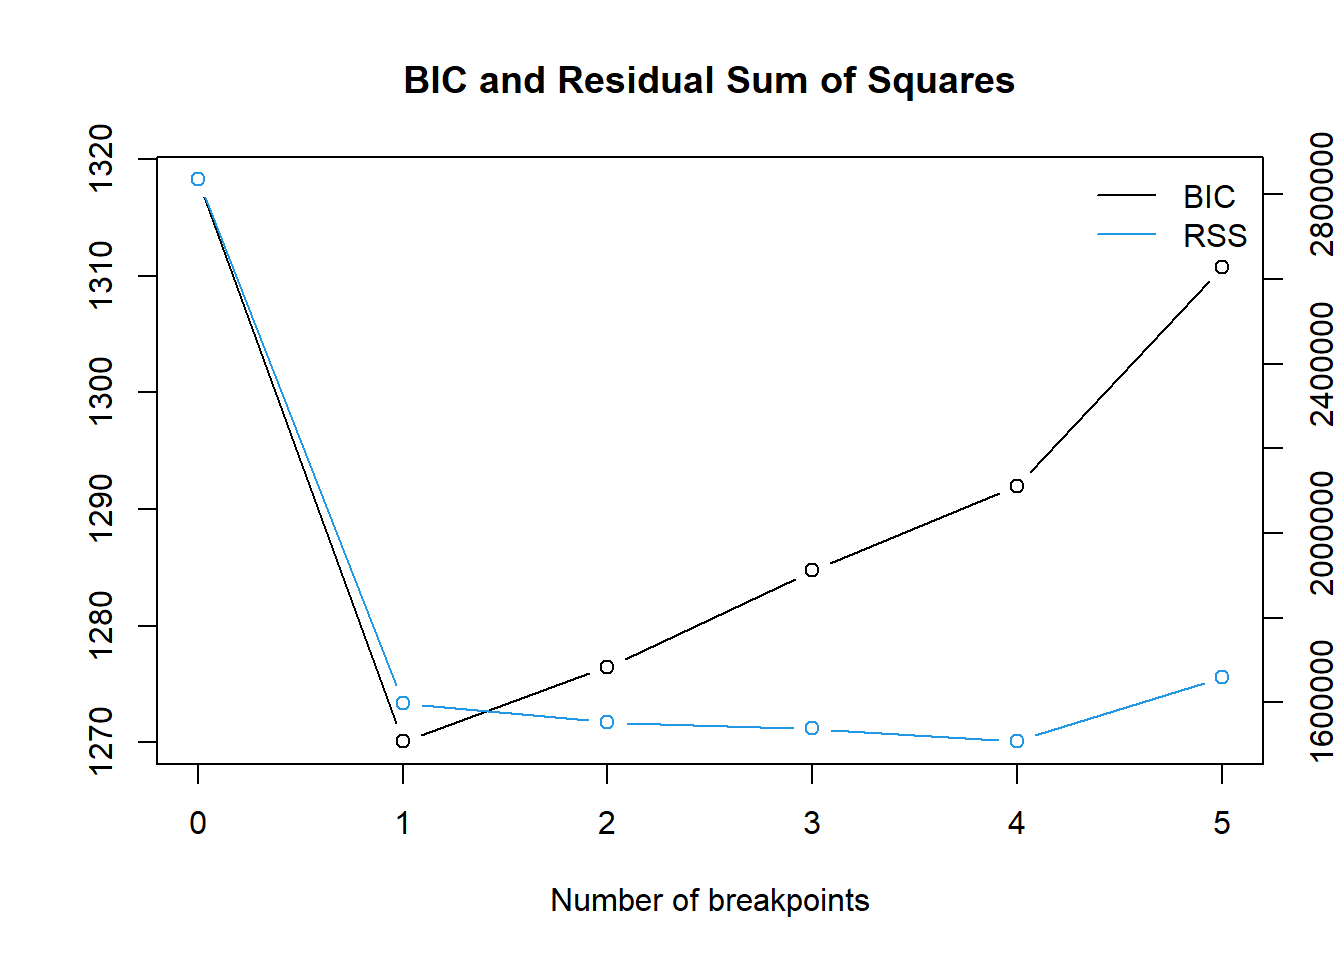 BIC and Residual Sum of Squares
1320
1310
1300
1290
1280
1270
2800000
2400000
2000000
1600000
BIC
RSS
0 1 2 3 4 5
Number of breakpoints